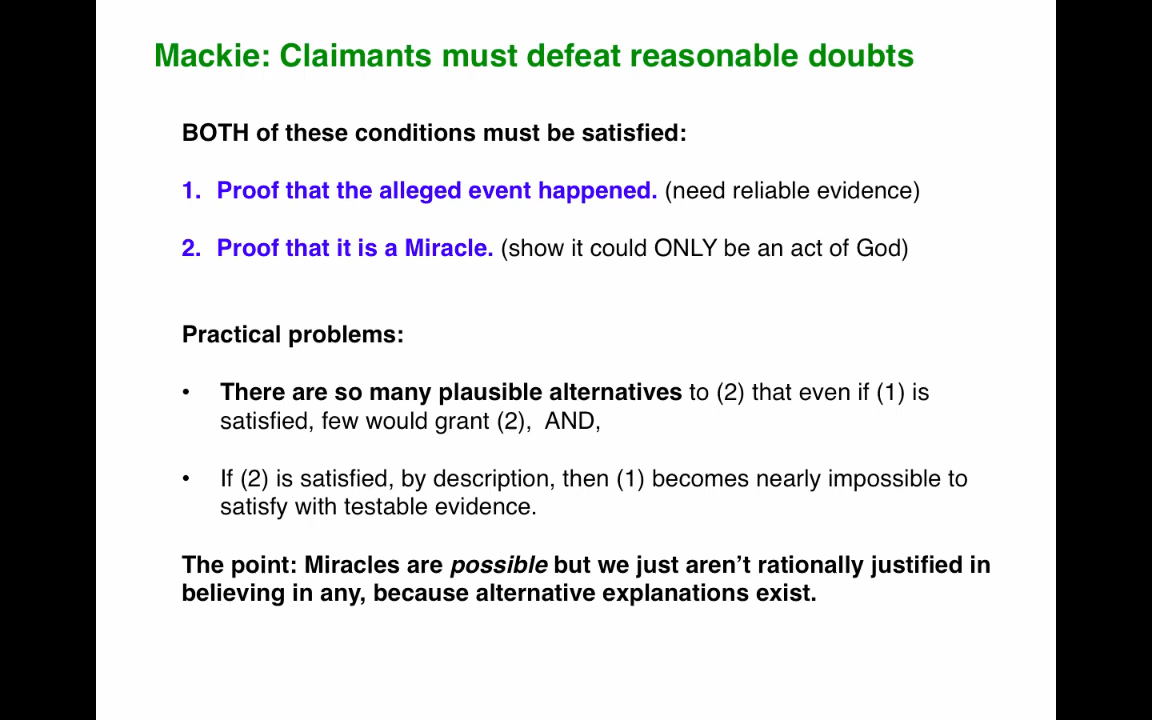 Mackie: Claimants must defeat reasonable doubts
BOTH of these conditions must be satisfied:
1. Proof that the alleged event happened. (need reliable evidence)
2. Proof that it is a Miracle. (show it could ONLY be an act of God)
Practical problems:
• There are so many plausible alternatives to (2) that even if (1) is
satisfied, few would grant (2), AND,
• If (2) is satisfied, by description, then (1) becomes nearly impossible to
satisfy with testable evidence.
The point: Miracles are possible but we just aren’t rationally justified in
believing in any, because alternative explanations exist.